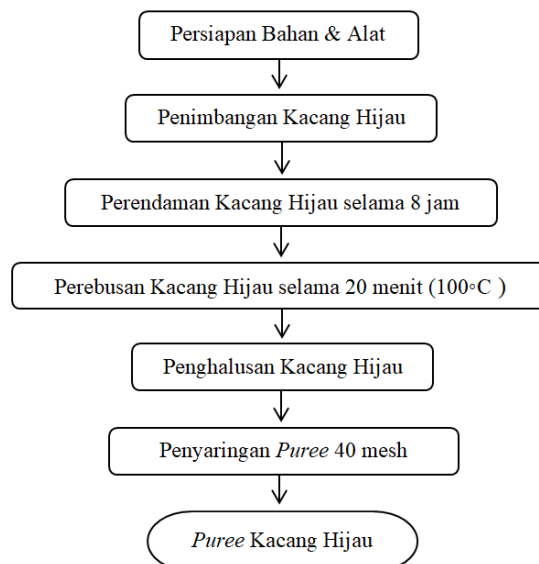 Persiapan Bahan & Alat
Penimbangan Kacang Hijau
Perendaman Kacang Hijau selama 8 jam
Perebusan Kacang Hijau selama 20 menit (100◦C )
Penghalusan Kacang Hijau
Penyaringan Puree 40 mesh
Puree Kacang Hijau